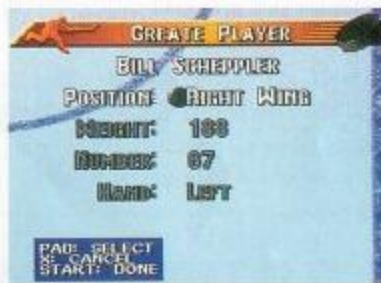 CREATE PLAYER
BILL SCHEPPLER
POSITION: RIGHT WING
WEIGHT: 188
NUMBER: 67
HAND: LEFT
PAD: SELECT
X: CANCEL
START: DONE